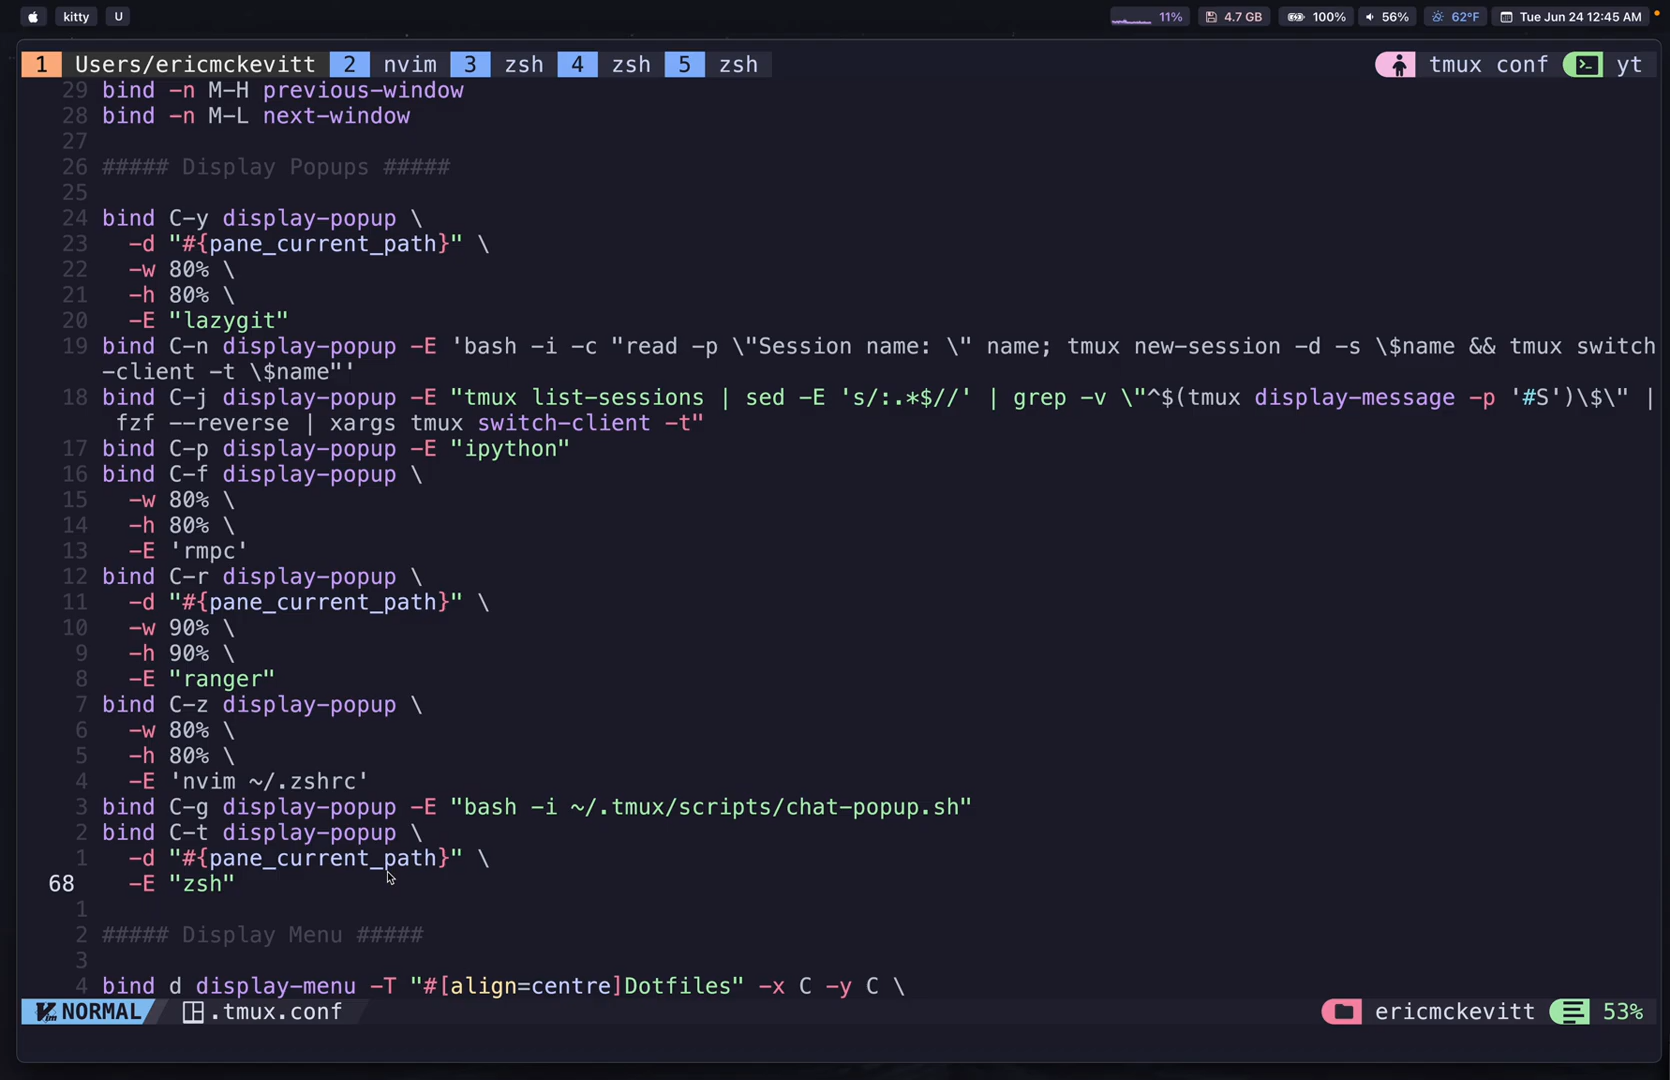 kitty U 11% 4.7 GB 100% 56% 62°F Tue Jun 24 12:45 AM
1 Users/ericmckevitt 2 nvim 3 zsh 4 zsh 5 zsh tmux conf yt
29 bind -n M-H previous-window
28 bind -n M-L next-window
27
26 ##### Display Popups #####
25
24 bind C-y display-popup \
23 -d "#{pane_current_path}" \
22 -w 80% \
21 -h 80% \
20 -E "lazygit"
19 bind C-n display-popup -E 'bash -i -c "read -p \"Session name: \" name; tmux new-session -d -s \$name && tmux switch
-client -t \$name"'
18 bind C-j display-popup -E "tmux list-sessions | sed -E 's/:.*$//' | grep -v \"^$(tmux display-message -p '#S')\$\" |
fzf --reverse | xargs tmux switch-client -t"
17 bind C-p display-popup -E "ipython"
16 bind C-f display-popup \
15 -w 80% \
14 -h 80% \
13 -E 'rmpc'
12 bind C-r display-popup \
11 -d "#{pane_current_path}" \
10 -w 90% \
9 -h 90% \
8 -E "ranger"
7 bind C-z display-popup \
6 -w 80% \
5 -h 80% \
4 -E 'nvim ~/.zshrc'
3 bind C-g display-popup -E "bash -i ~/.tmux/scripts/chat-popup.sh"
2 bind C-t display-popup \
1 -d "#{pane_current_path}" \
68 -E "zsh"
1
2 ##### Display Menu #####
3
4 bind d display-menu -T "#[align=centre]Dotfiles" -x C -y C \
NORMAL .tmux.conf ericmckevitt 53%